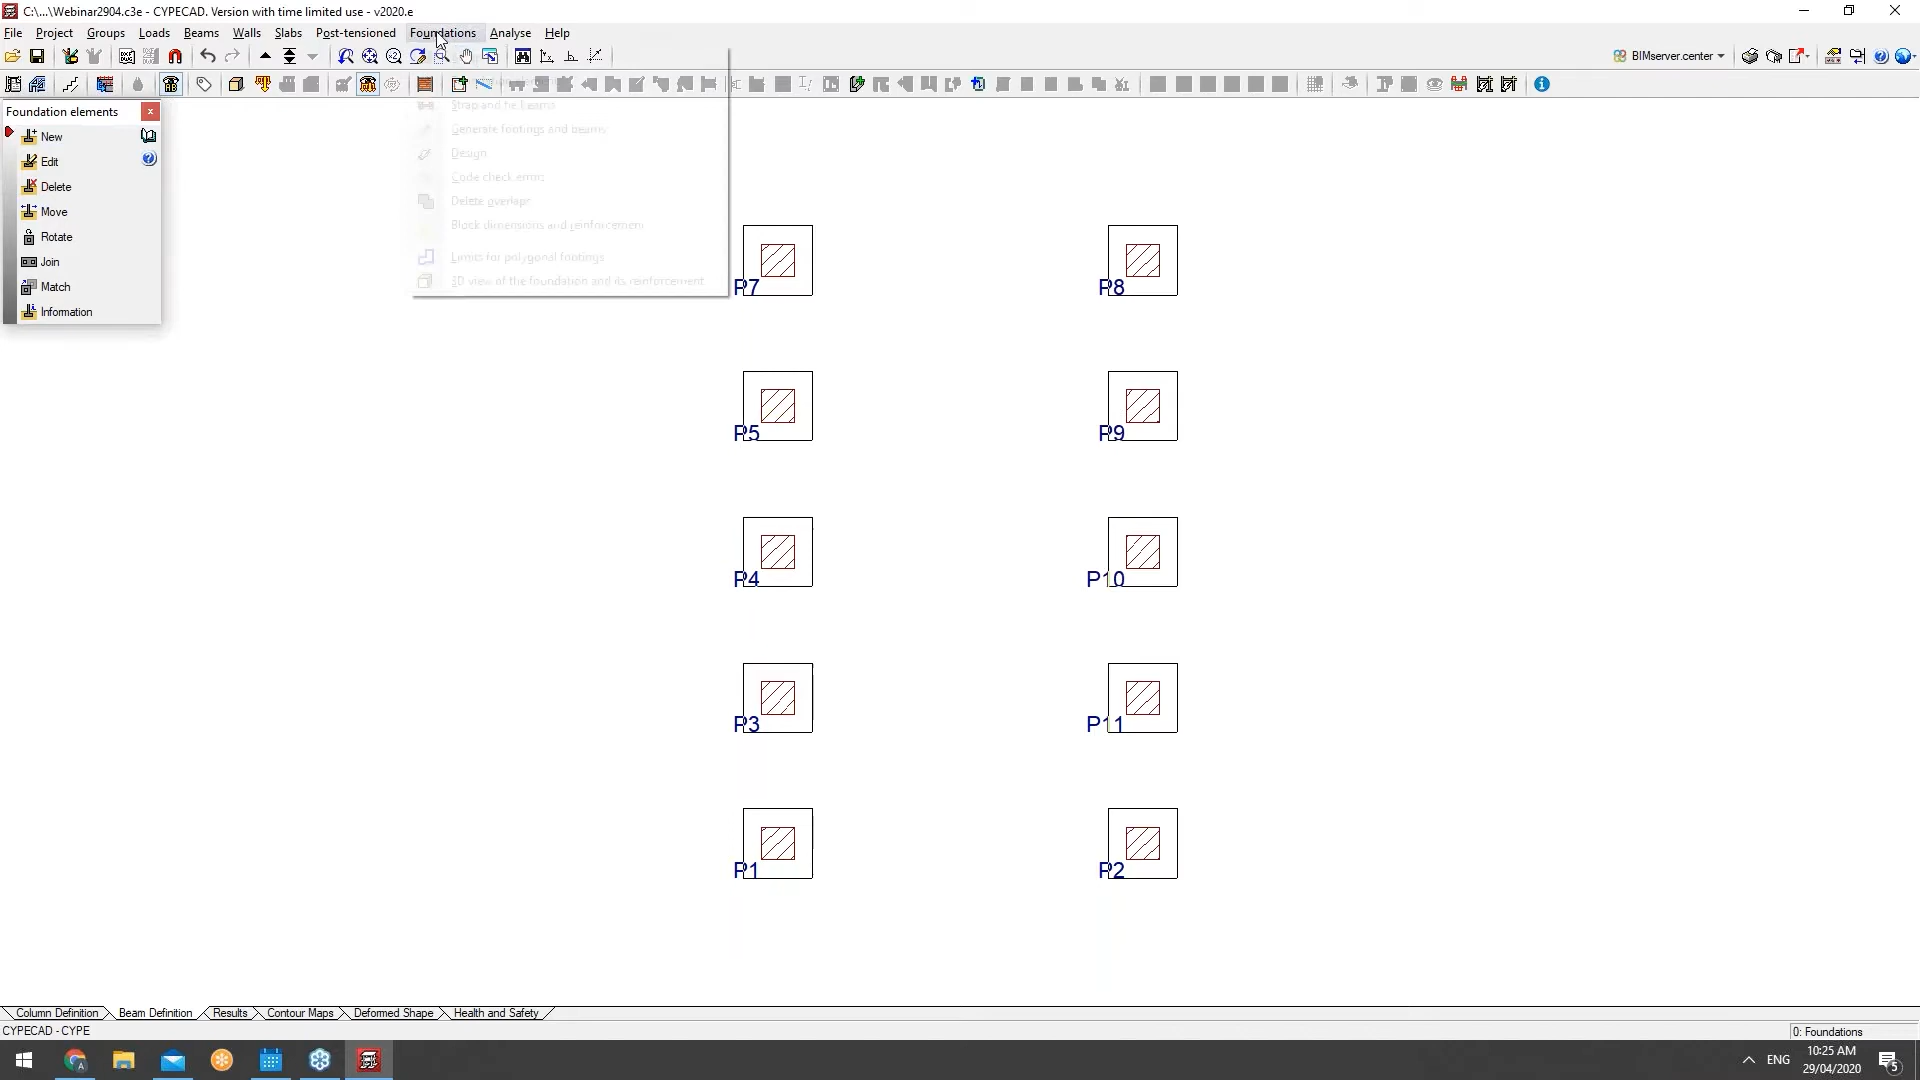 C:\...\Webinar2904.c3e - CYPECAD. Version with time limited use - v2020.e
File Project Groups Loads Beams Walls Slabs Post-tensioned Foundations Analyse Help
BIMserver.center
Foundation elements
New
Edit
Delete
Move
Rotate
Join
Match
Information
Strap and tie beams
Generate footings and beams
Design
Code check errors
Delete overlaps
Block dimensions and reinforcement
Limits for polygonal footings
3D view of the foundation and its reinforcement
P7 P8
P5 P9
P4 P10
P3 P11
P1 P2
Column Definition Beam Definition Results Contour Maps Deformed Shape Health and Safety
CYPECAD - CYPE
0: Foundations
ENG
10:25 AM
29/04/2020
5